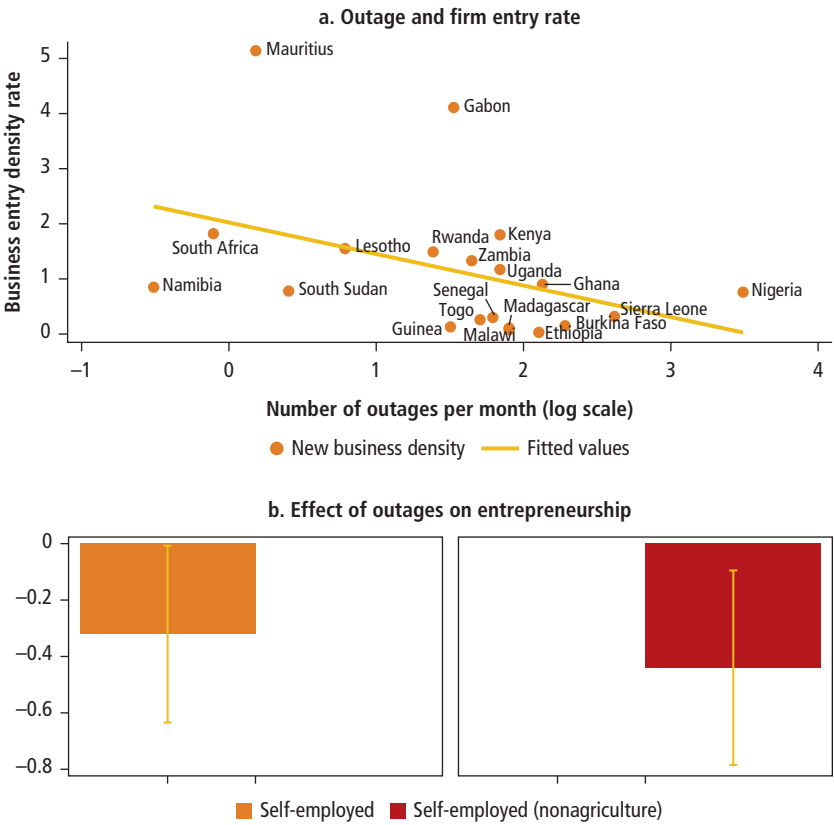 a. Outage and firm entry rate
Business entry density rate
5
4
3
2
1
0
Mauritius
Gabon
South Africa
Lesotho
Rwanda
Kenya
Zambia
Uganda
Namibia
South Sudan
Senegal
Ghana
Nigeria
Togo
Madagascar
Sierra Leone
Guinea
Malawi
Ethiopia
Burkina Faso
–1
0
1
2
3
4
Number of outages per month (log scale)
New business density
Fitted values
b. Effect of outages on entrepreneurship
0
–0.2
–0.4
–0.6
–0.8
Self-employed
Self-employed (nonagriculture)